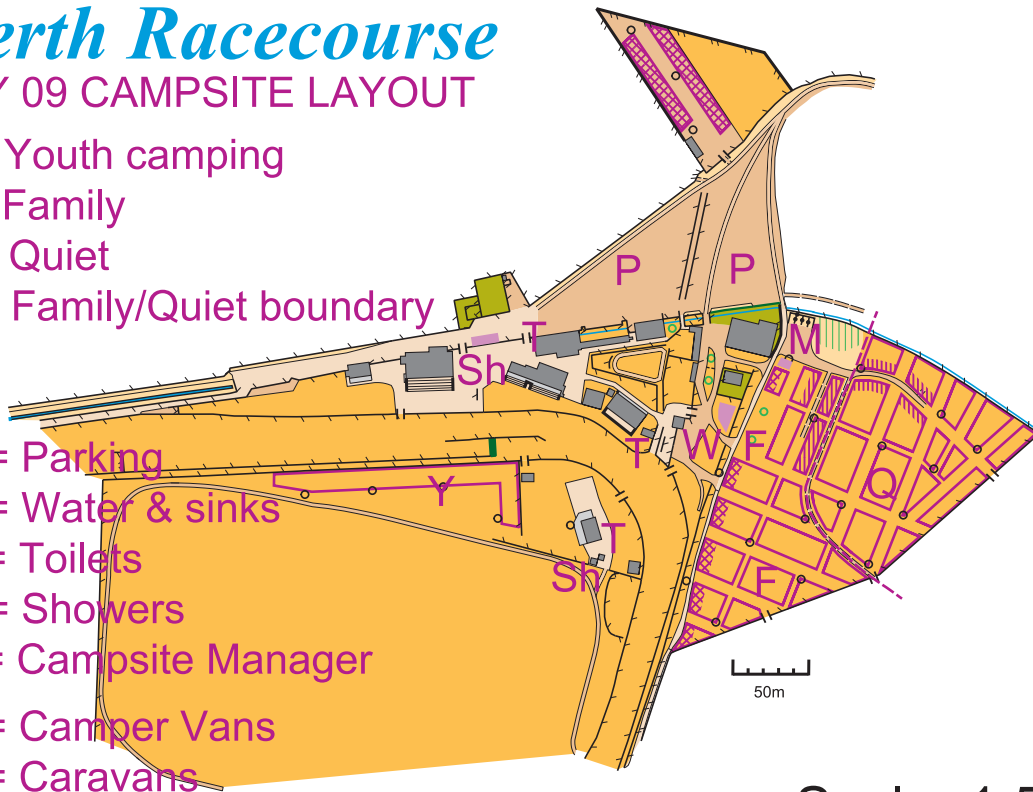 erth Racecourse
Y 09 CAMPSITE LAYOUT
Youth camping
Family
Quiet
Family/Quiet boundary
P
P
T
M
Sh
T
W
F
= Parking
Y
Q
= Water & sinks
T
= Toilets
Sh
F
= Showers
= Campsite Manager
50m
= Camper Vans
= Caravans